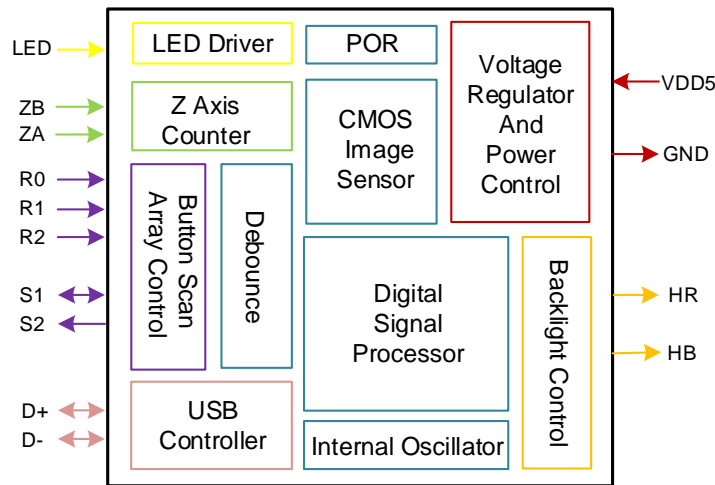 LED
ZB
ZA
R0
R1
R2
S1
S2
D+
D-
LED Driver
Z Axis
Counter
Button Scan
Array Control
Debounce
USB
Controller
POR
CMOS
Image
Sensor
Digital
Signal
Processor
Internal Oscillator
Voltage
Regulator
And
Power
Control
Backlight Control
VDD5
GND
HR
HB